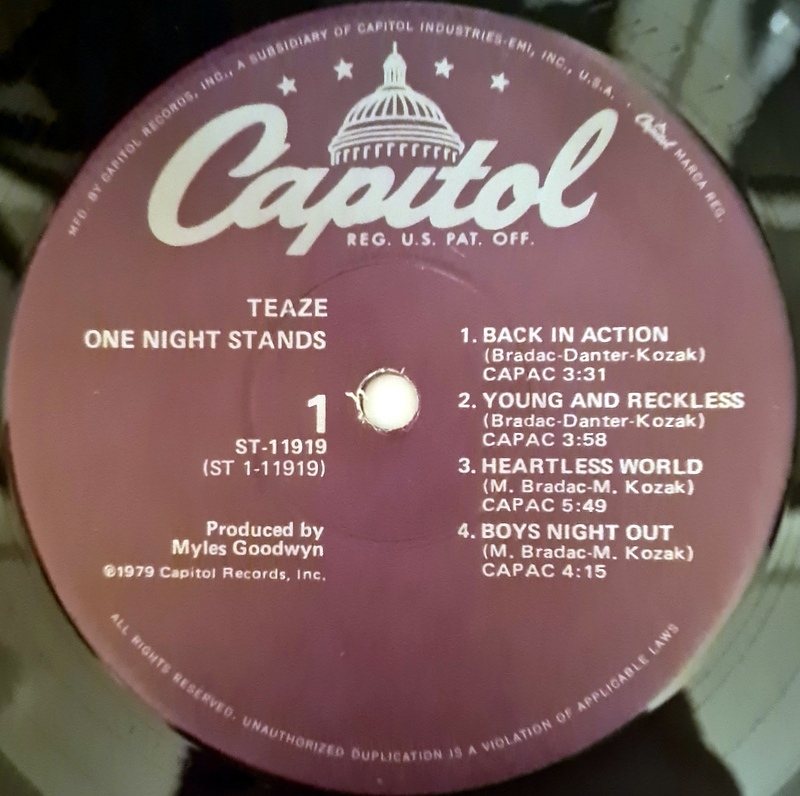 MFD. BY CAPITOL RECORDS, INC., A SUBSIDIARY OF CAPITOL INDUSTRIES-EMI, INC., U.S.A. • Capitol MARCA REG.
Capitol
REG. U.S. PAT. OFF.
TEAZE
ONE NIGHT STANDS
1
ST-11919
(ST 1-11919)
Produced by
Myles Goodwyn
℗1979 Capitol Records, Inc.
1. BACK IN ACTION
(Bradac-Danter-Kozak)
CAPAC 3:31
2. YOUNG AND RECKLESS
(Bradac-Danter-Kozak)
CAPAC 3:58
3. HEARTLESS WORLD
(M. Bradac-M. Kozak)
CAPAC 5:49
4. BOYS NIGHT OUT
(M. Bradac-M. Kozak)
CAPAC 4:15
ALL RIGHTS RESERVED. UNAUTHORIZED DUPLICATION IS A VIOLATION OF APPLICABLE LAWS